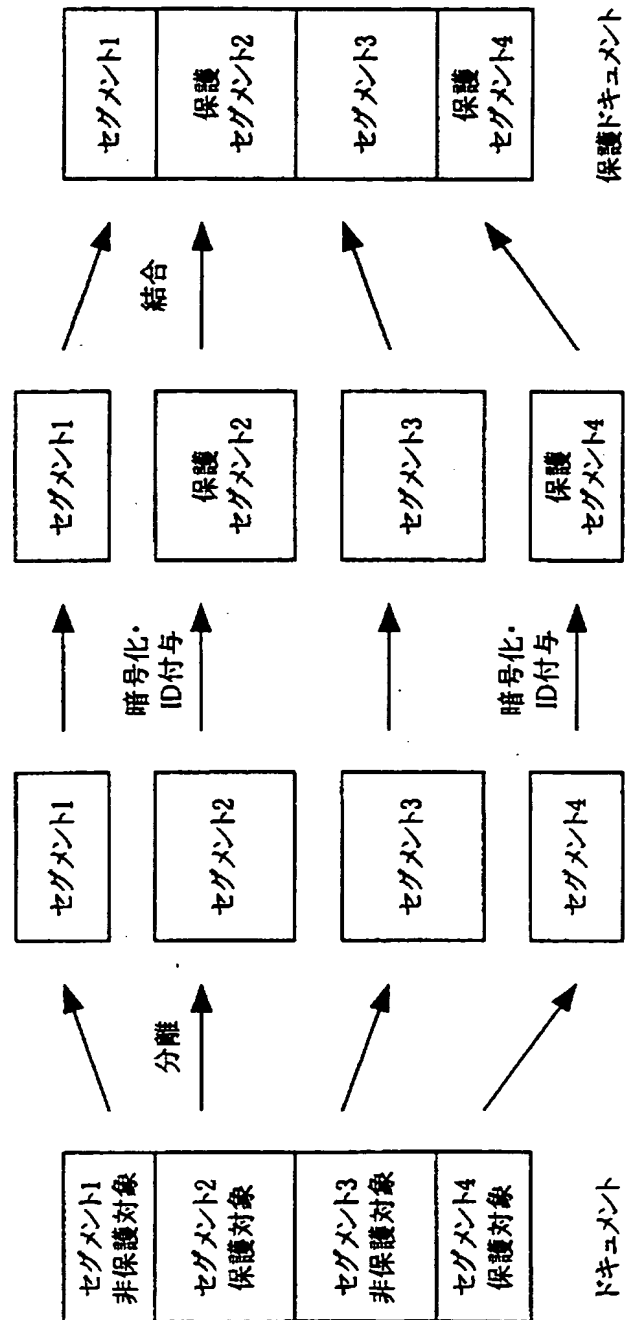 セグメント1
非保護対象
セグメント2
保護対象
セグメント3
非保護対象
セグメント4
保護対象
ドキュメント
分離
セグメント1
セグメント2
セグメント3
セグメント4
暗号化・
ID付与
暗号化・
ID付与
セグメント1
保護
セグメント2
セグメント3
保護
セグメント4
結合
セグメント1
保護
セグメント2
セグメント3
保護
セグメント4
保護ドキュメント